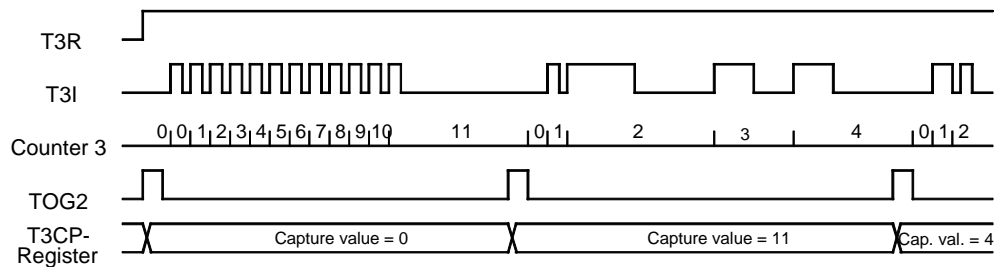 T3R
T3I
Counter 3
0 0 1 2 3 4 5 6 7 8 9 10 11 0 1 2 3 4 0 1 2
TOG2
T3CP-
Register
Capture value = 0 Capture value = 11 Cap. val. = 4